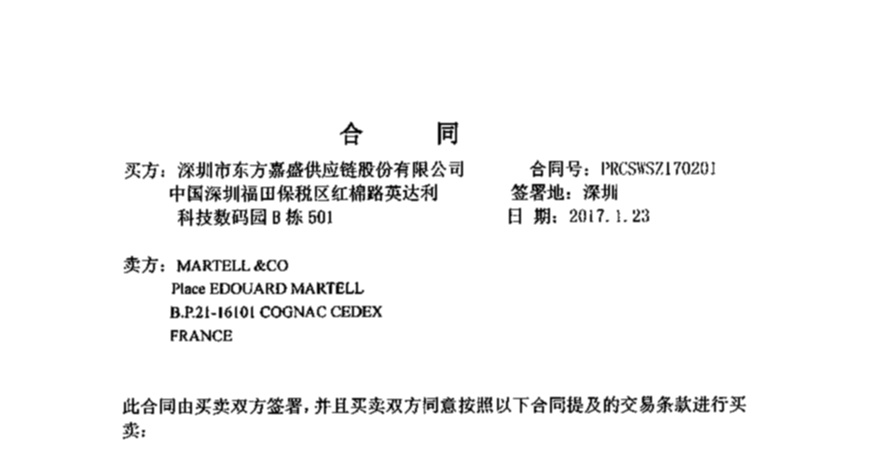 合 同
买方：深圳市东方嘉盛供应链股份有限公司 合同号：PRCSWSZ170201
中国深圳福田保税区红棉路英达利 签署地：深圳
科技数码园 B 栋 501 日 期：2017.1.23
卖方：MARTELL &CO
Place EDOUARD MARTELL
B.P.21-16101 COGNAC CEDEX
FRANCE
此合同由买卖双方签署，并且买卖双方同意按照以下合同提及的交易条款进行买
卖：